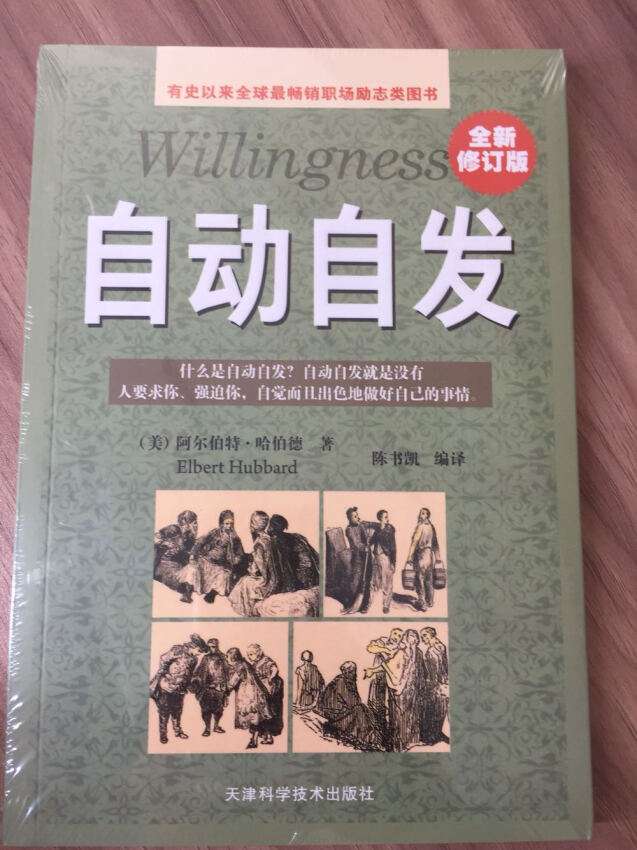 有史以来全球最畅销职场励志类图书
Willingness
全新
修订版
自动自发
什么是自动自发？自动自发就是没有
人要求你、强迫你，自觉而且出色地做好自己的事情。
（美）阿尔伯特·哈伯德 著
Elbert Hubbard
陈书凯 编译
天津科学技术出版社